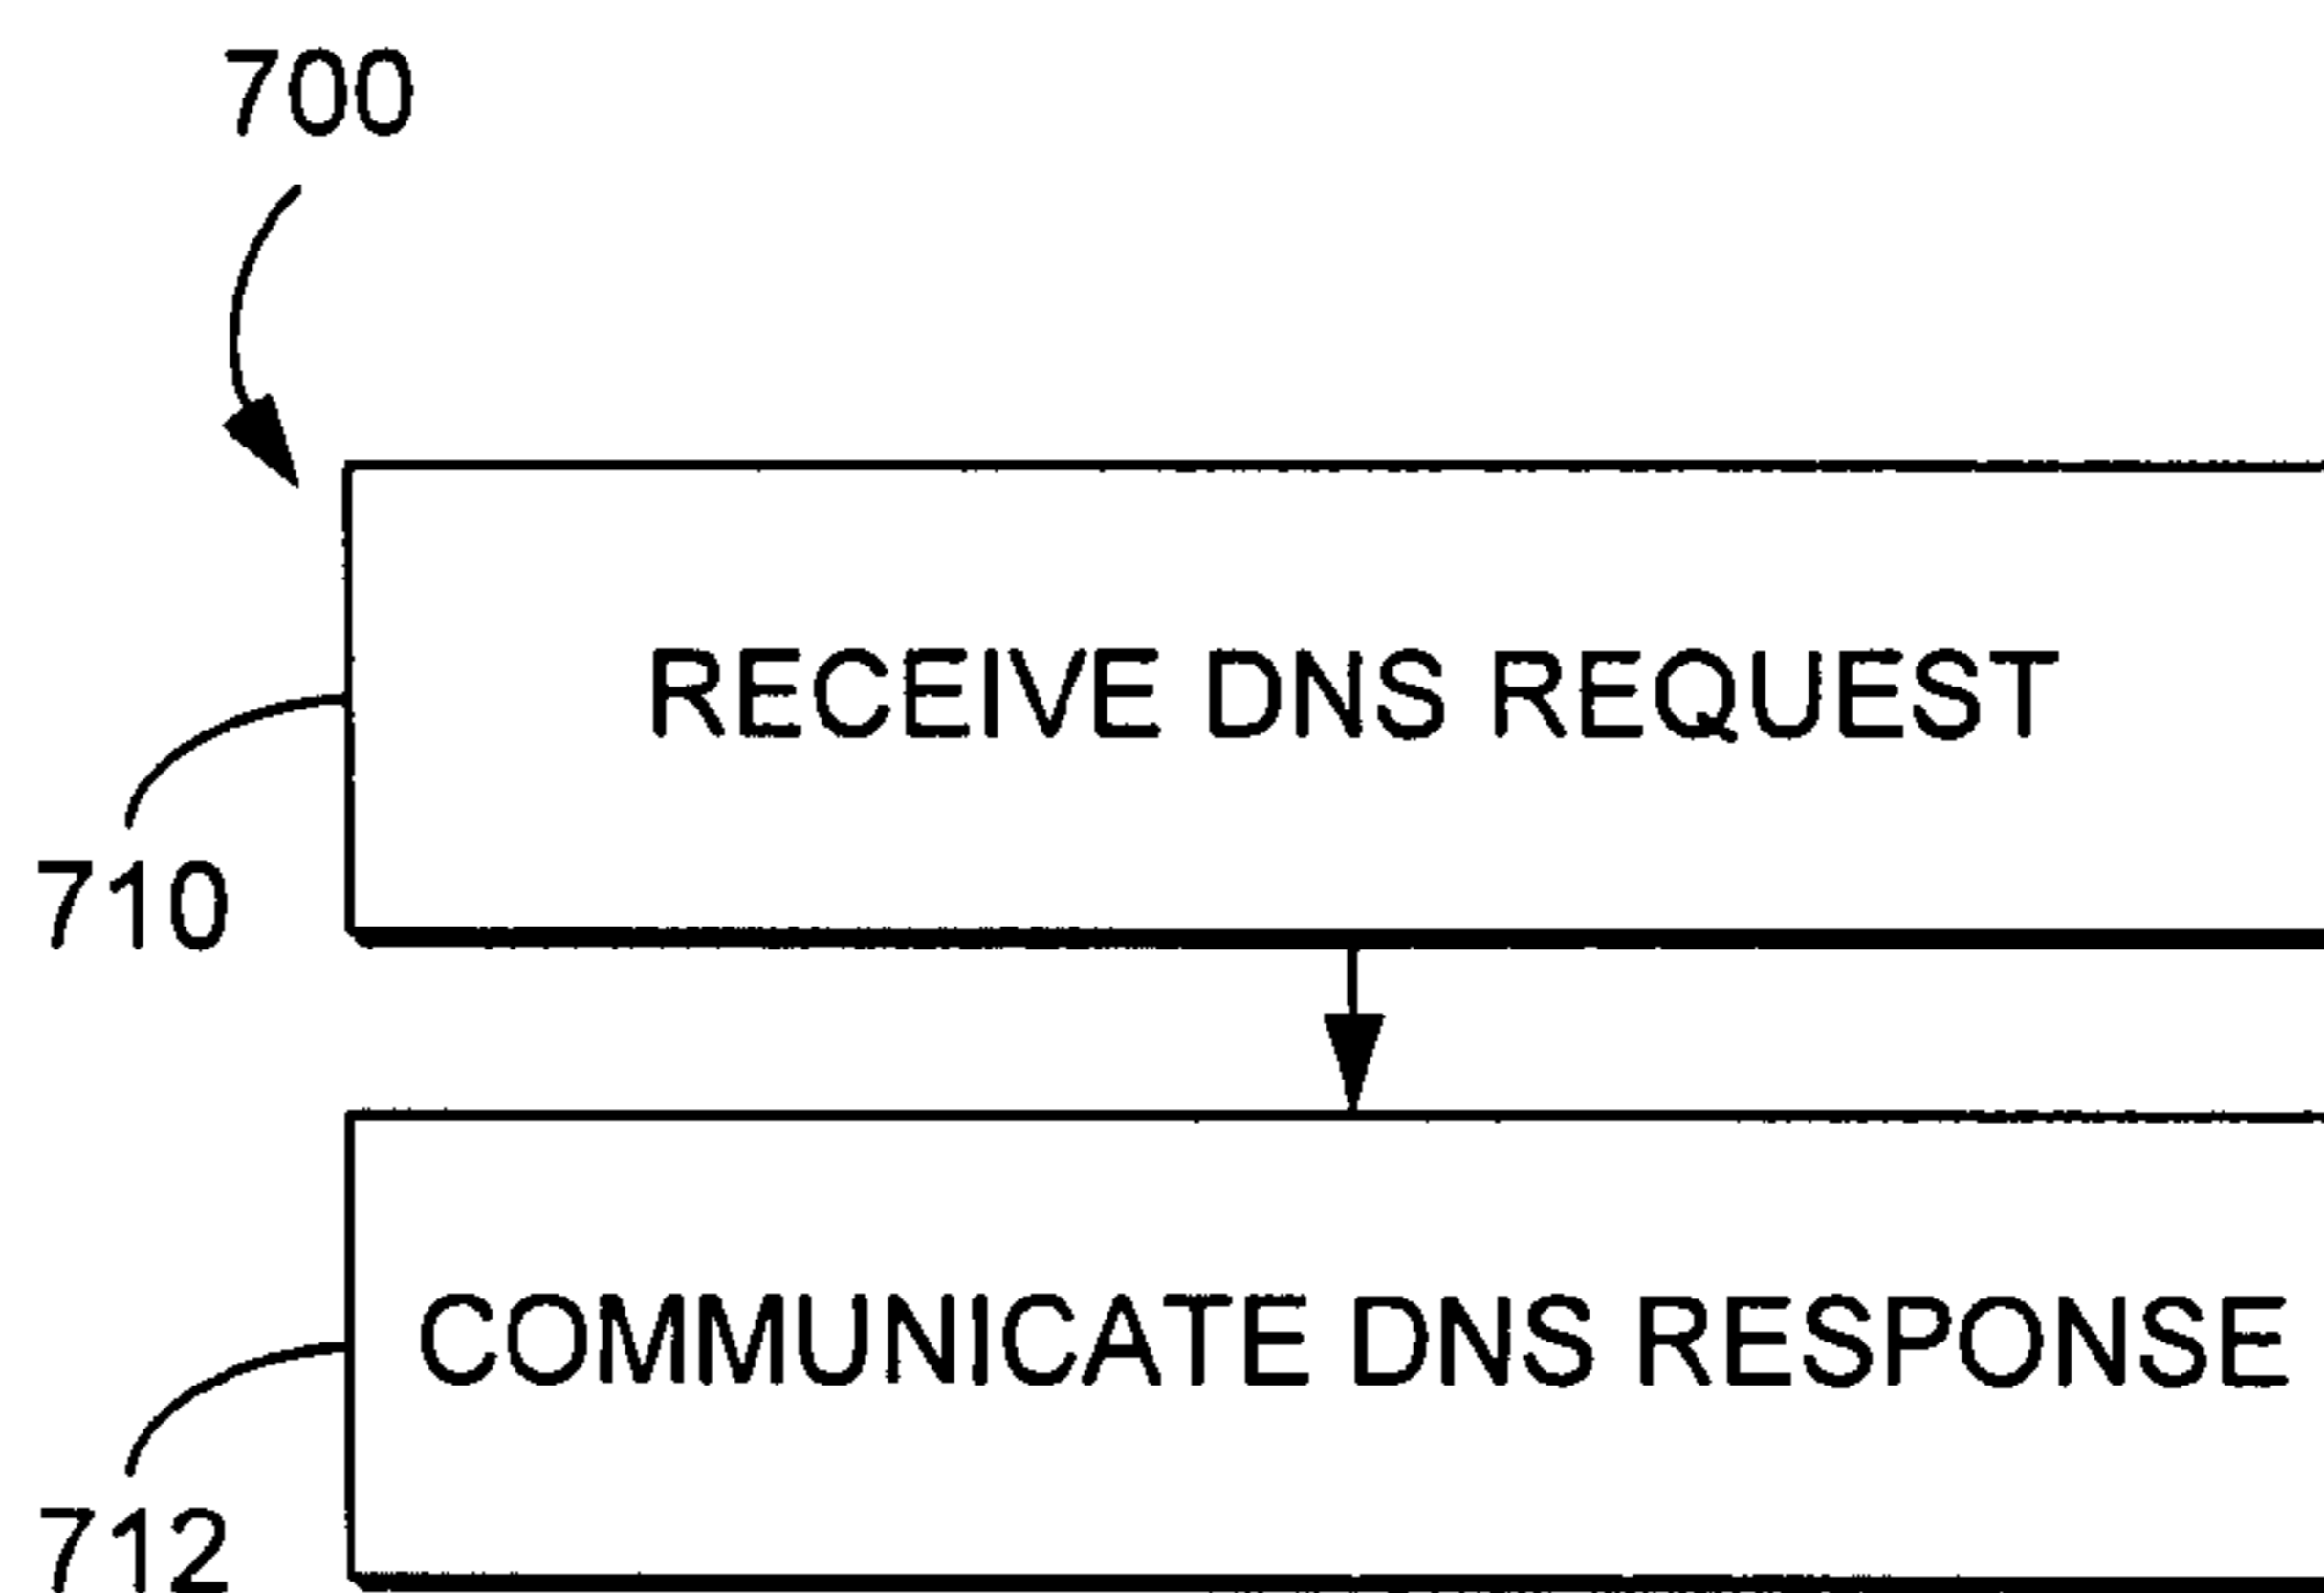 700
RECEIVE DNS REQUEST
710
COMMUNICATE DNS RESPONSE
712